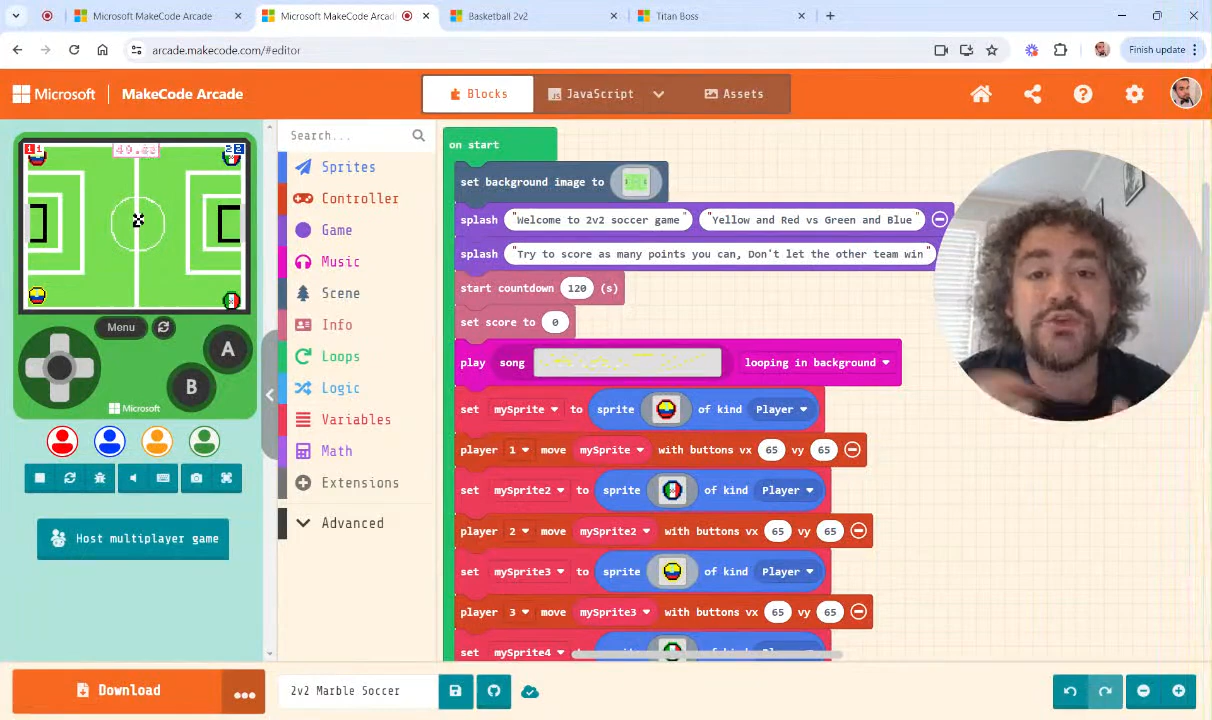 Microsoft MakeCode Arcade
Microsoft MakeCode Arcade
Basketball 2v2
Titan Boss
arcade.makecode.com/#editor
Finish update
Microsoft
MakeCode Arcade
Blocks
JavaScript
Assets
Search...
Sprites
Controller
Game
Music
Scene
Info
Loops
Logic
Variables
Math
Extensions
Advanced
1 1
2 2
Menu
A
B
Microsoft
Host multiplayer game
on start
set background image to
splash "Welcome to 2v2 soccer game" "Yellow and Red vs Green and Blue"
splash "Try to score as many points you can, Don't let the other team win"
start countdown 120 (s)
set score to 0
play song looping in background
set mySprite to sprite of kind Player
player 1 move mySprite with buttons vx 65 vy 65
set mySprite2 to sprite of kind Player
player 2 move mySprite2 with buttons vx 65 vy 65
set mySprite3 to sprite of kind Player
player 3 move mySprite3 with buttons vx 65 vy 65
set mySprite4 to
Download
2v2 Marble Soccer